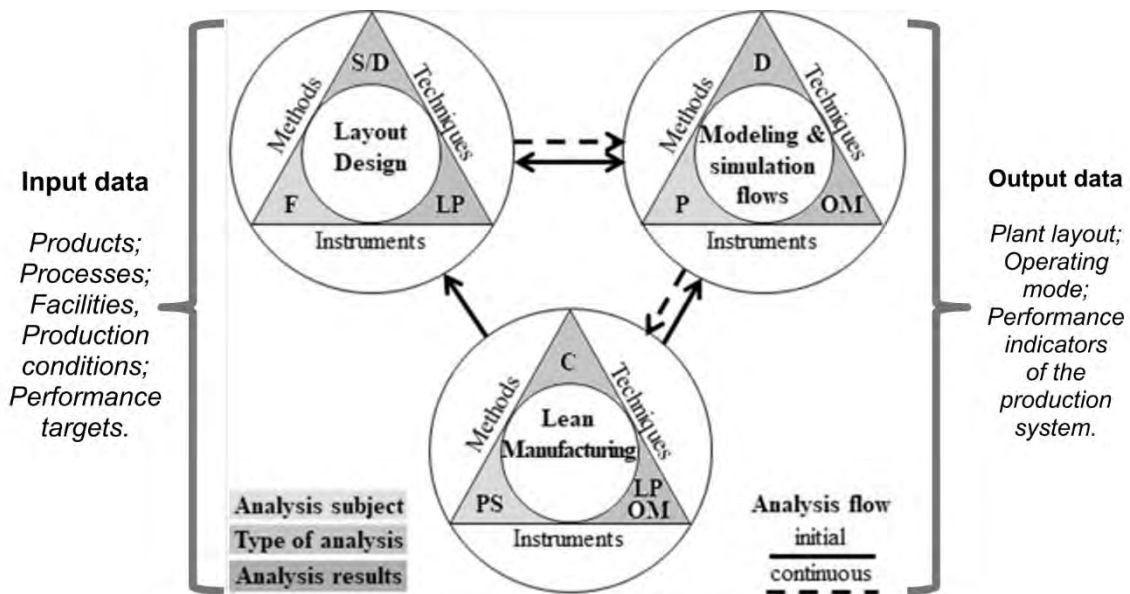 Input data
Products;
Processes;
Facilities,
Production
conditions;
Performance
targets.
S/D
Methods
Techniques
Layout
Design
F
LP
Instruments
D
Methods
Techniques
Modeling &
simulation
flows
P
OM
Instruments
C
Methods
Techniques
Lean
Manufacturing
PS
LP
OM
Instruments
Analysis subject
Type of analysis
Analysis results
Analysis flow
initial
continuous
Output data
Plant layout;
Operating
mode;
Performance
indicators
of the
production
system.